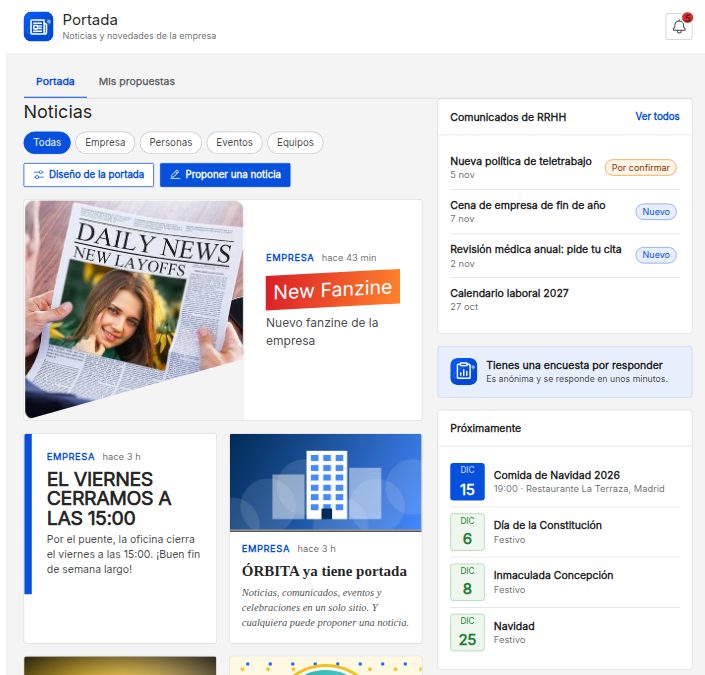 Portada
Noticias y novedades de la empresa
5
Portada
Mis propuestas
Noticias
Todas
Empresa
Personas
Eventos
Equipos
Diseño de la portada
Proponer una noticia
DAILY NEWS
NEW LAYOFFS
EMPRESA hace 43 min
New Fanzine
Nuevo fanzine de la
empresa
EMPRESA hace 3 h
EL VIERNES
CERRAMOS A
LAS 15:00
Por el puente, la oficina cierra
el viernes a las 15:00. ¡Buen fin
de semana largo!
EMPRESA hace 3 h
ÓRBITA ya tiene portada
Noticias, comunicados, eventos y
celebraciones en un solo sitio. Y
cualquiera puede proponer una noticia.
Comunicados de RRHH
Ver todos
Nueva política de teletrabajo
5 nov
Por confirmar
Cena de empresa de fin de año
7 nov
Nuevo
Revisión médica anual: pide tu cita
2 nov
Nuevo
Calendario laboral 2027
27 oct
Tienes una encuesta por responder
Es anónima y se responde en unos minutos.
Próximamente
DIC
15
Comida de Navidad 2026
19:00 · Restaurante La Terraza, Madrid
DIC
6
Día de la Constitución
Festivo
DIC
8
Inmaculada Concepción
Festivo
DIC
25
Navidad
Festivo